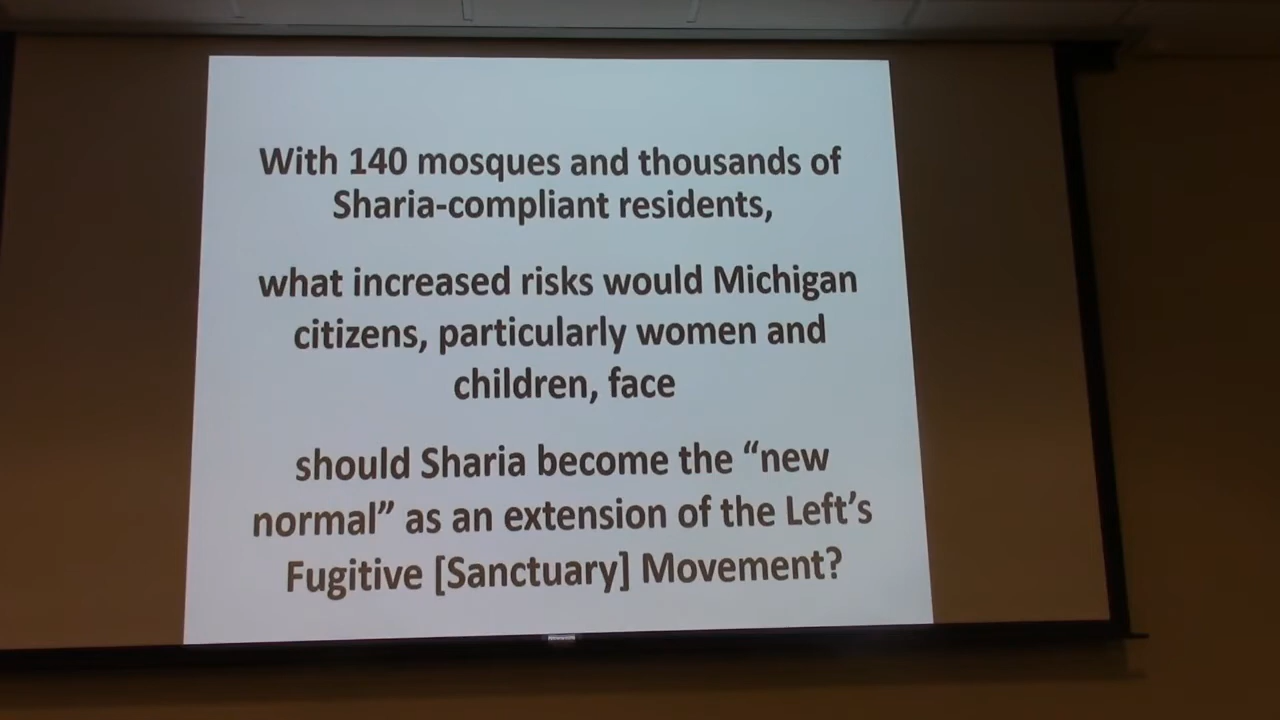 With 140 mosques and thousands of
Sharia-compliant residents,
what increased risks would Michigan
citizens, particularly women and
children, face
should Sharia become the “new
normal” as an extension of the Left’s
Fugitive [Sanctuary] Movement?